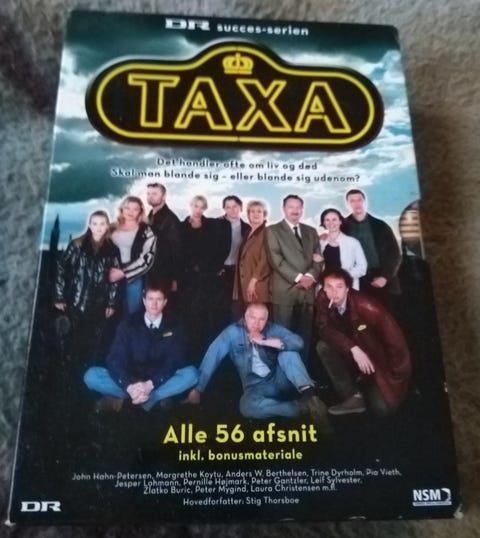 DR succes-serien
TAXA
Det handler ofte om liv og død
Skal man blande sig - eller blande sig udenom?
Alle 56 afsnit
inkl. bonusmateriale
John Hahn-Petersen, Margrethe Koytu, Anders W. Berthelsen, Trine Dyrholm, Pia Vieth,
Jesper Lohmann, Pernille Højmark, Peter Gantzler, Leif Sylvester,
Zlatko Buric, Peter Mygind, Laura Christensen m.fl.
Hovedforfatter: Stig Thorsboe
DR
NSM